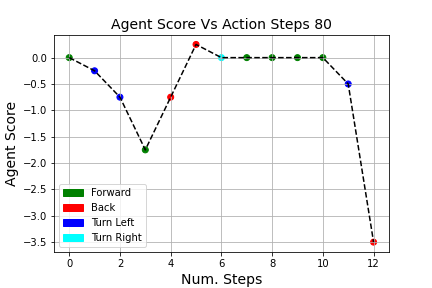 Agent Score Vs Action Steps 80
Agent Score
0.0
−0.5
−1.0
−1.5
−2.0
−2.5
−3.0
−3.5
Forward
Back
Turn Left
Turn Right
0 2 4 6 8 10 12
Num. Steps